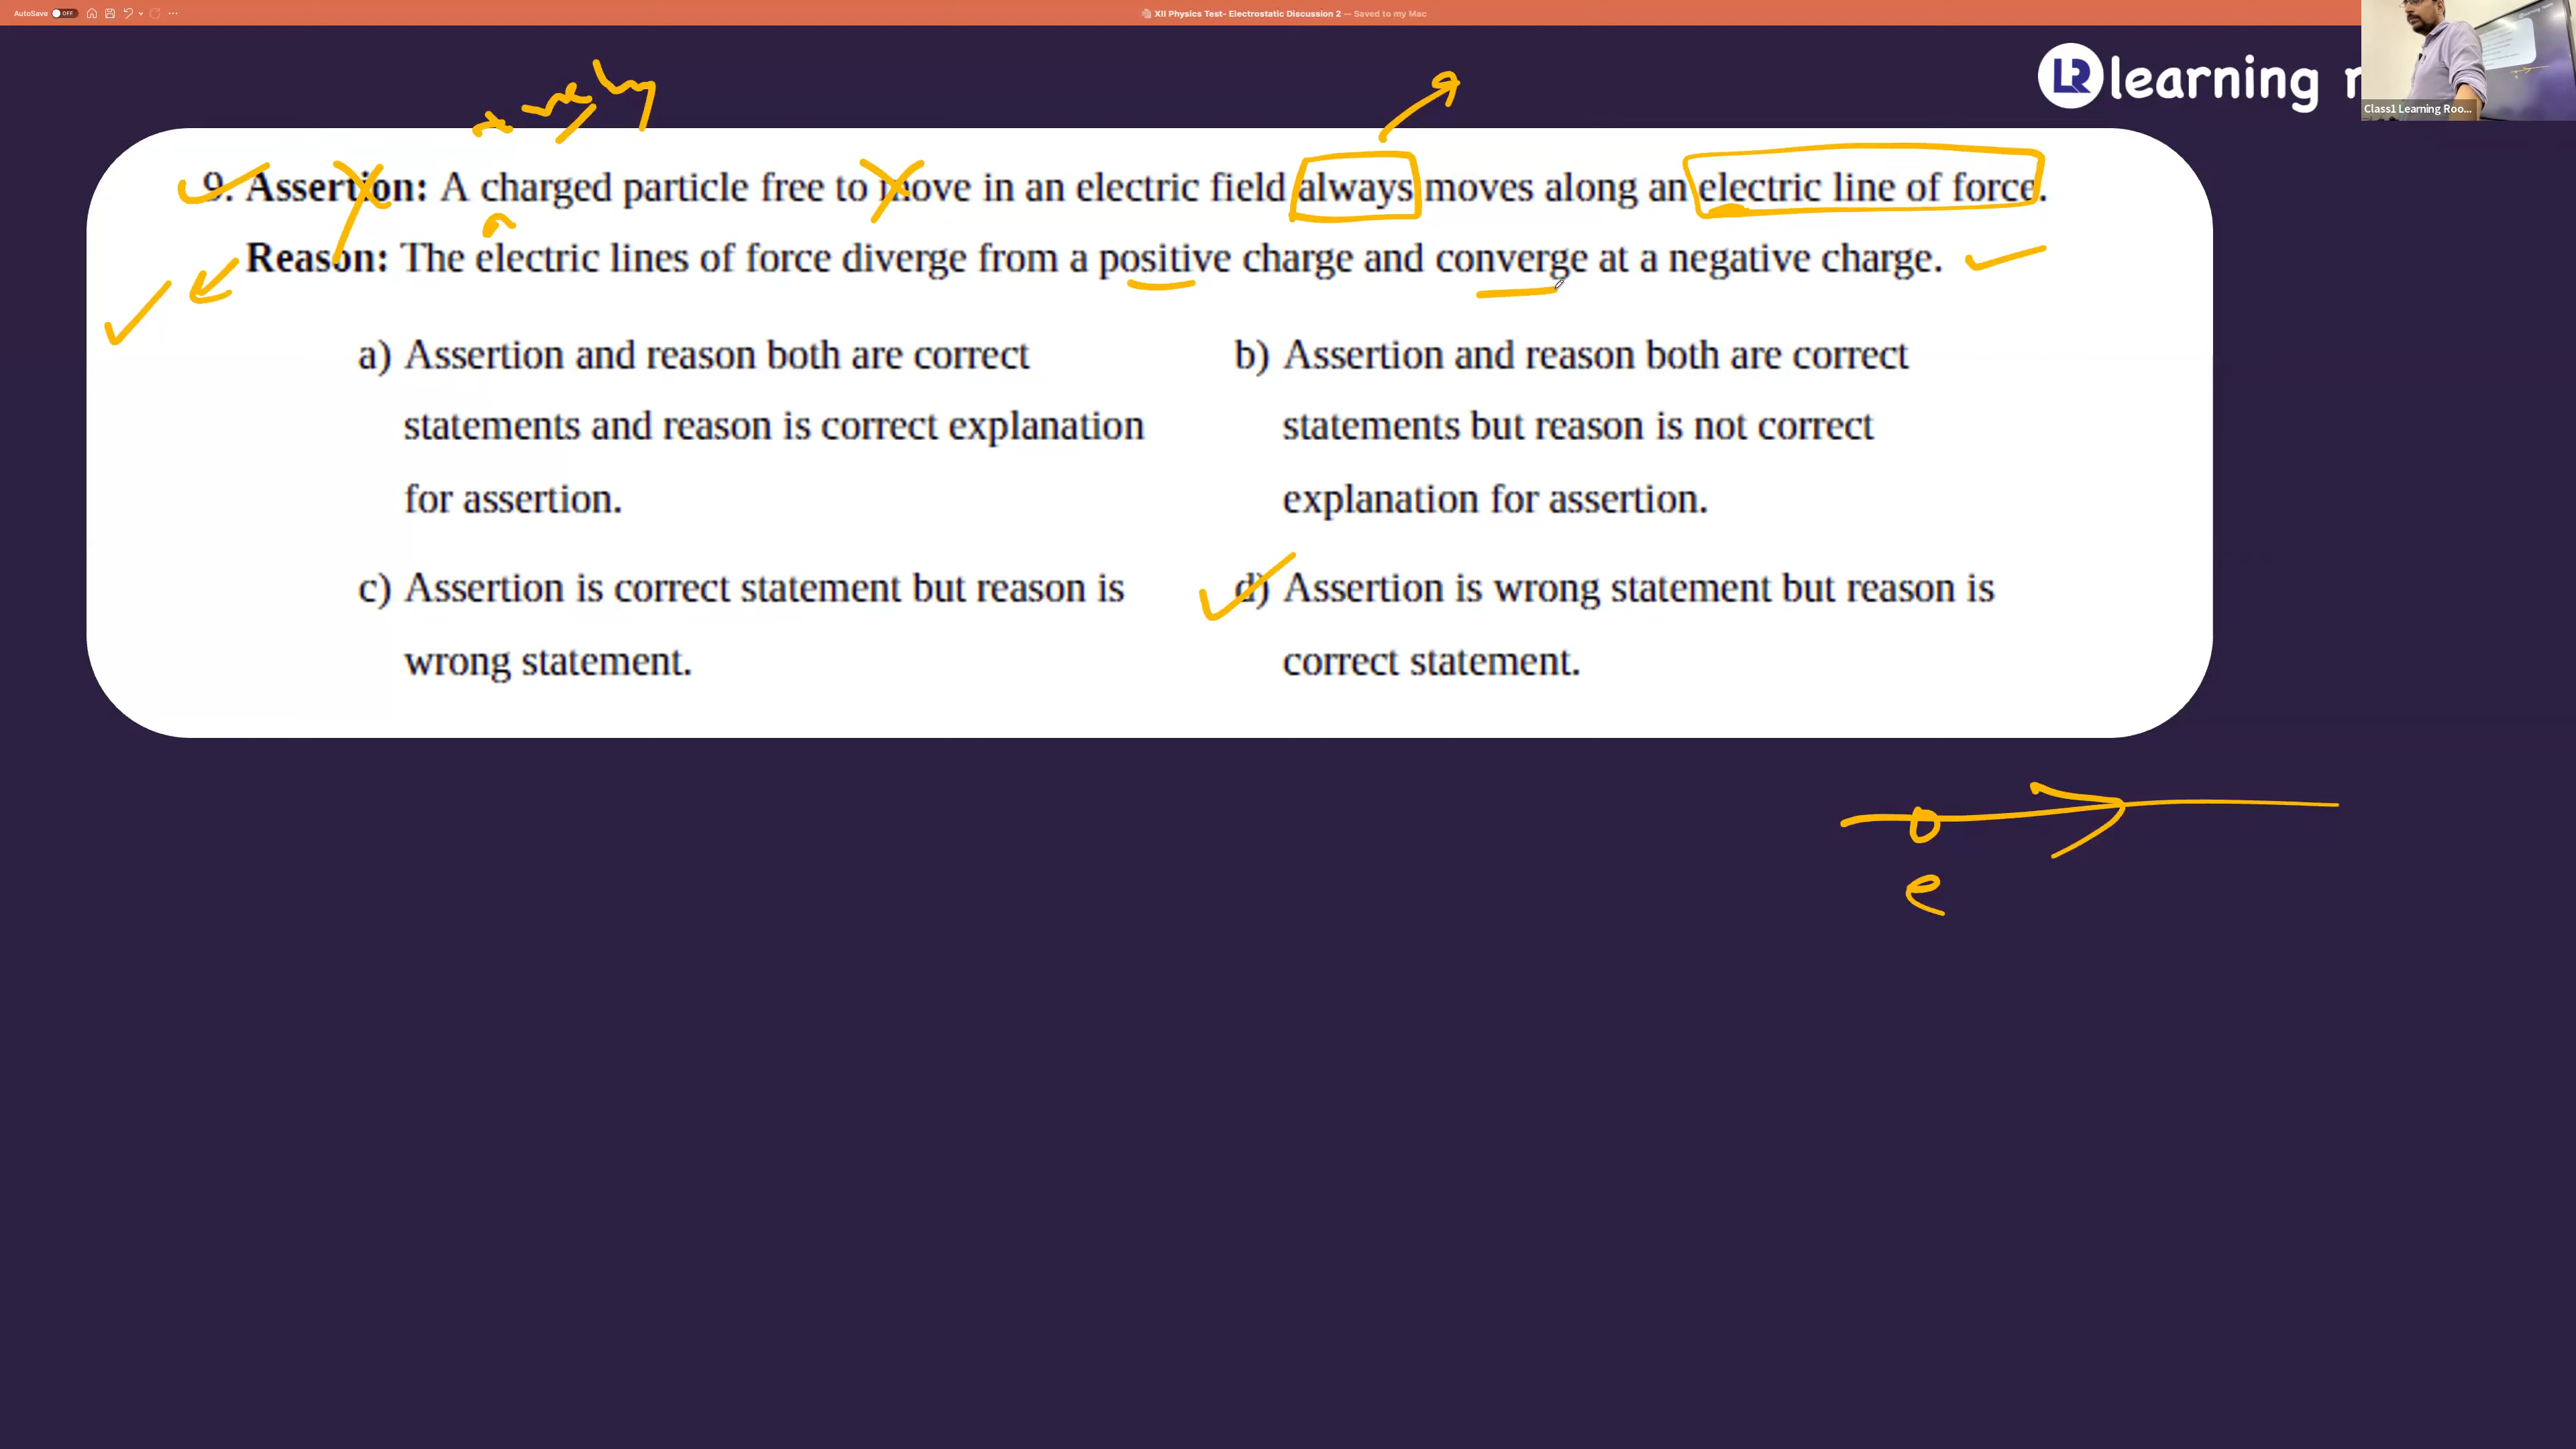 AutoSave OFF
XII Physics Test- Electrostatic Discussion 2 — Saved to my Mac
LR learning
Class1 Learning Roo...
9. Assertion: A charged particle free to move in an electric field always moves along an electric line of force.
Reason: The electric lines of force diverge from a positive charge and converge at a negative charge.
a) Assertion and reason both are correct
statements and reason is correct explanation
for assertion.
b) Assertion and reason both are correct
statements but reason is not correct
explanation for assertion.
c) Assertion is correct statement but reason is
wrong statement.
d) Assertion is wrong statement but reason is
correct statement.
e